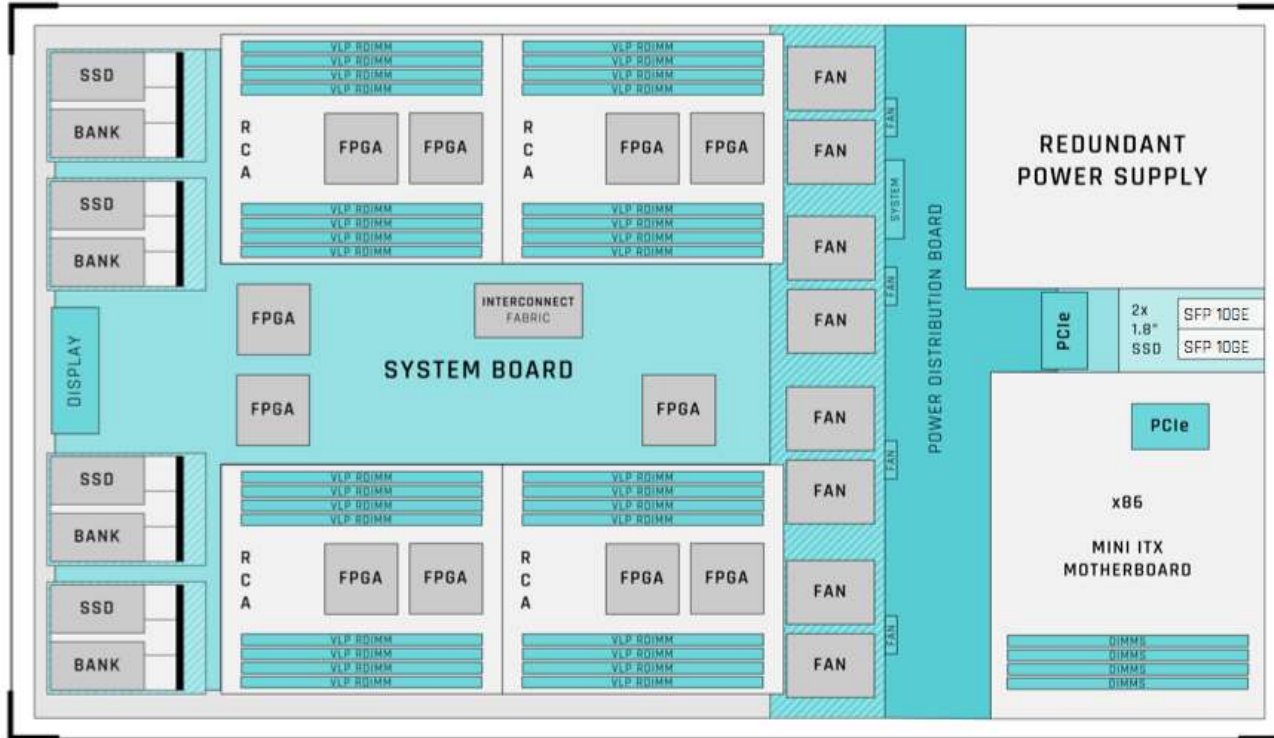 SSD
BANK
SSD
BANK
DISPLAY
SSD
BANK
SSD
BANK
VLP RDIMM
VLP RDIMM
VLP RDIMM
VLP RDIMM
RCA
FPGA
FPGA
VLP RDIMM
VLP RDIMM
VLP RDIMM
VLP RDIMM
VLP RDIMM
VLP RDIMM
VLP RDIMM
VLP RDIMM
RCA
FPGA
FPGA
VLP RDIMM
VLP RDIMM
VLP RDIMM
VLP RDIMM
FPGA
INTERCONNECT
FABRIC
SYSTEM BOARD
FPGA
FPGA
VLP RDIMM
VLP RDIMM
VLP RDIMM
VLP RDIMM
RCA
FPGA
FPGA
VLP RDIMM
VLP RDIMM
VLP RDIMM
VLP RDIMM
VLP RDIMM
VLP RDIMM
VLP RDIMM
VLP RDIMM
RCA
FPGA
FPGA
VLP RDIMM
VLP RDIMM
VLP RDIMM
VLP RDIMM
FAN
FAN
FAN
FAN
FAN
FAN
FAN
FAN
FAN
SYSTEM
FAN
FAN
FAN
POWER DISTRIBUTION BOARD
REDUNDANT
POWER SUPPLY
PCIe
2x
1.8"
SSD
SFP 10GE
SFP 10GE
PCIe
x86
MINI ITX
MOTHERBOARD
DIMMS
DIMMS
DIMMS
DIMMS